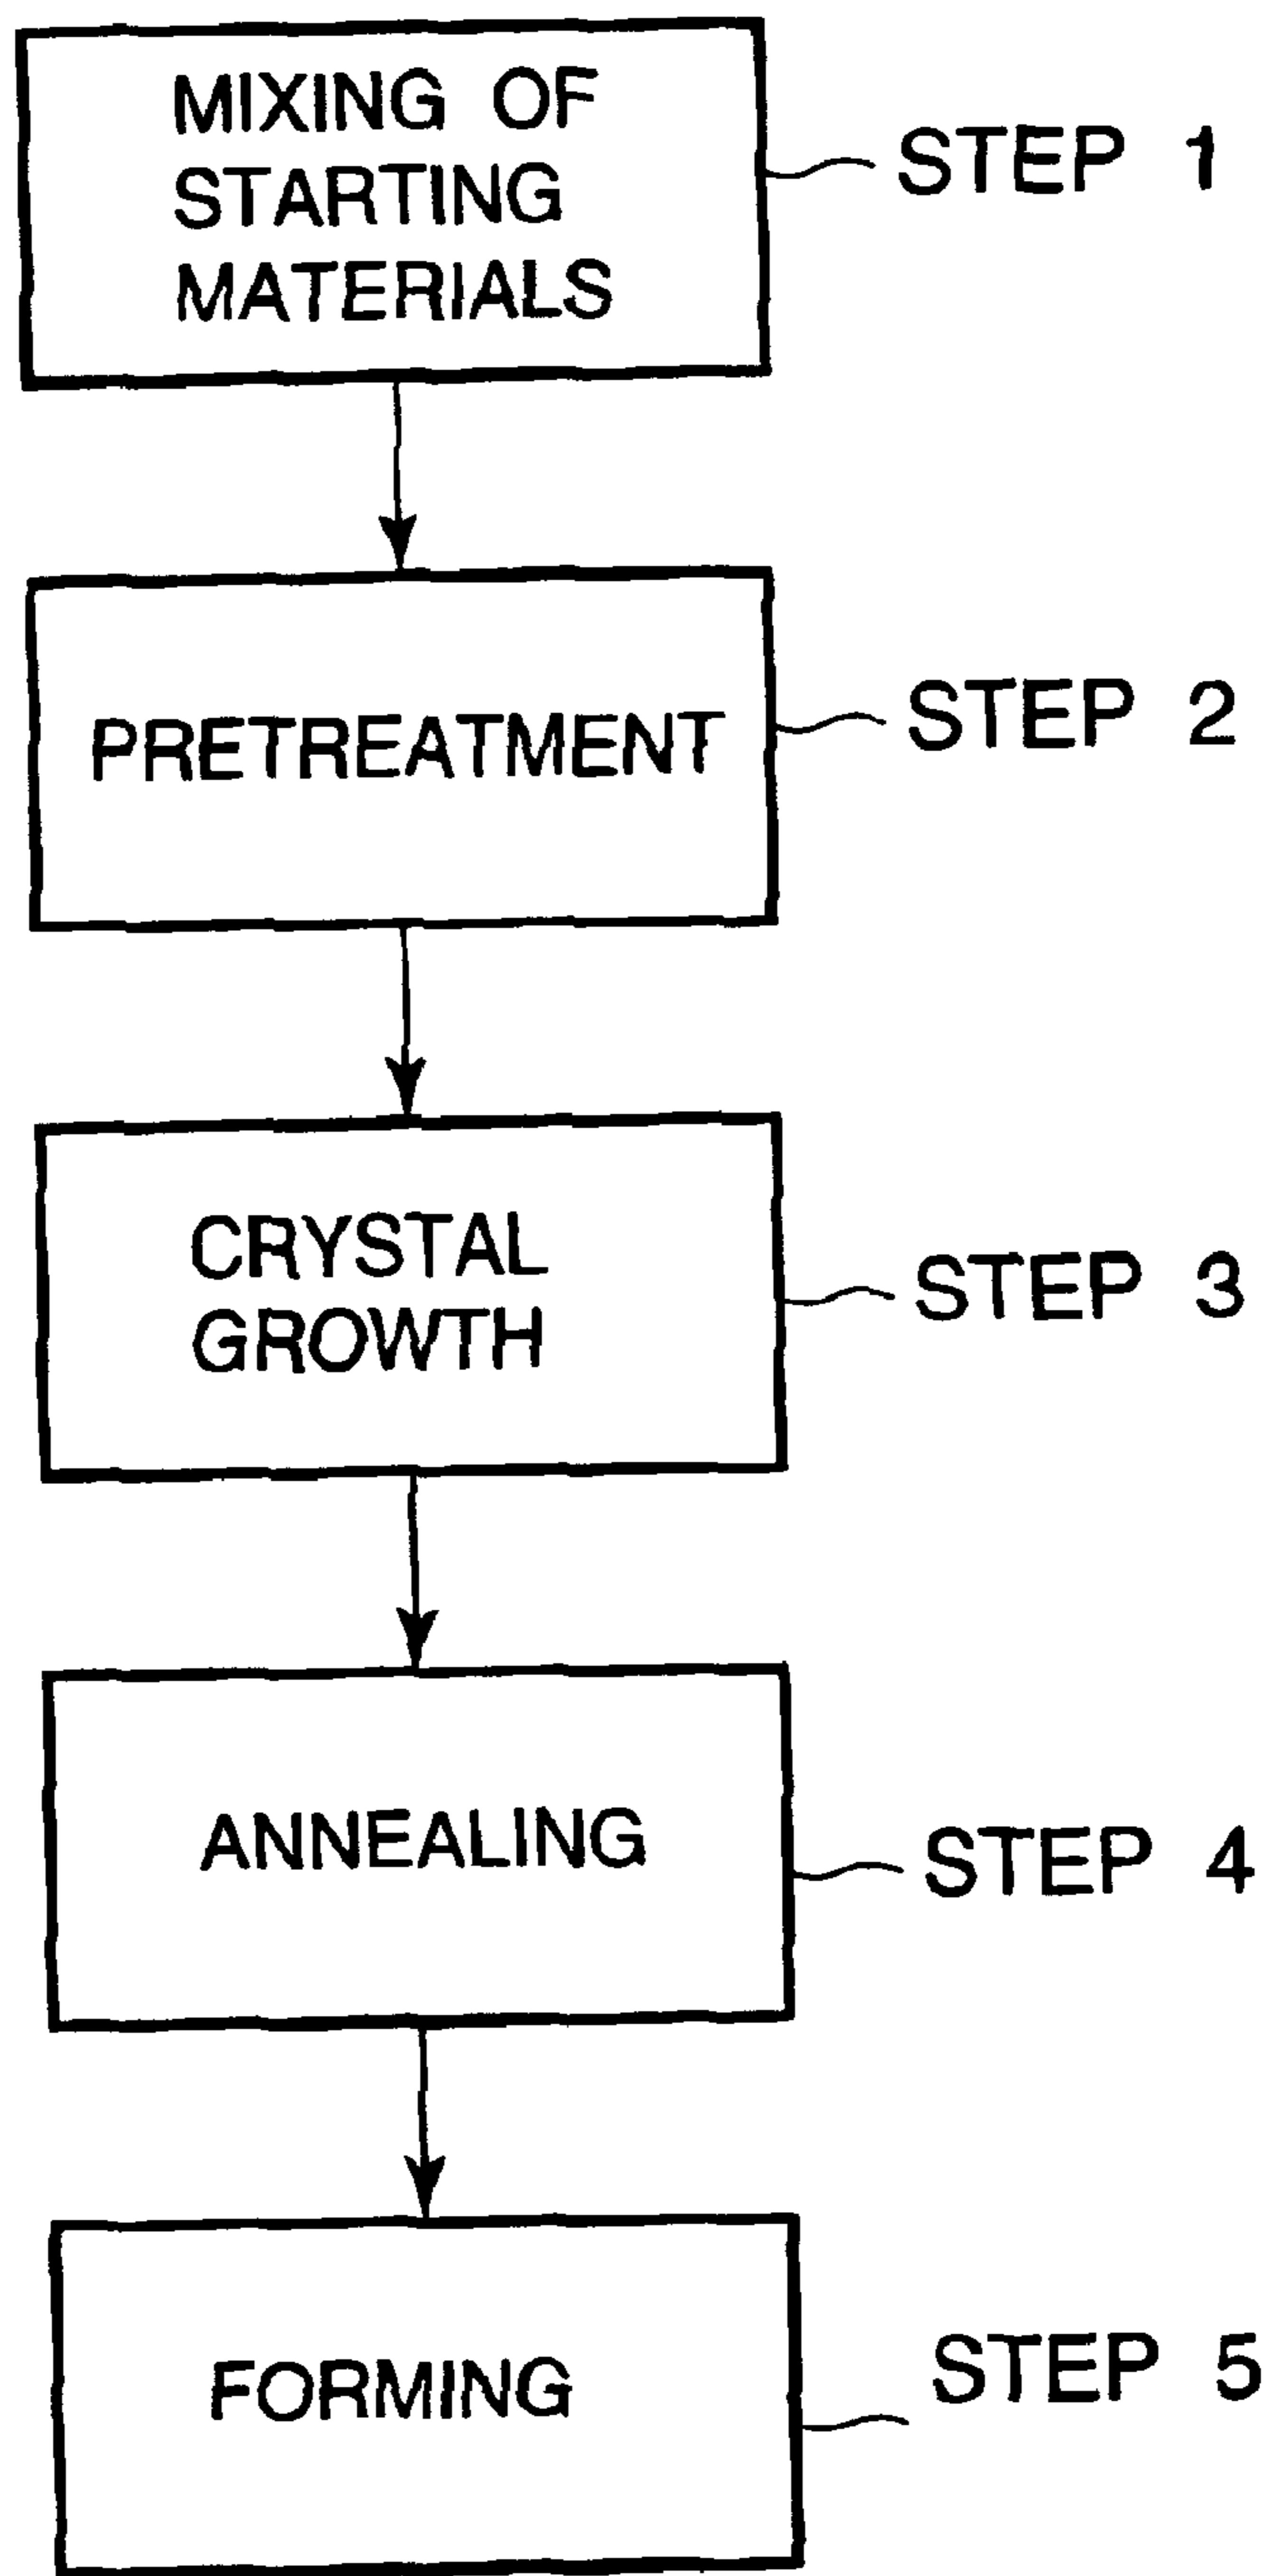 MIXING OF
STARTING
MATERIALS
STEP 1
PRETREATMENT
STEP 2
CRYSTAL
GROWTH
STEP 3
ANNEALING
STEP 4
FORMING
STEP 5